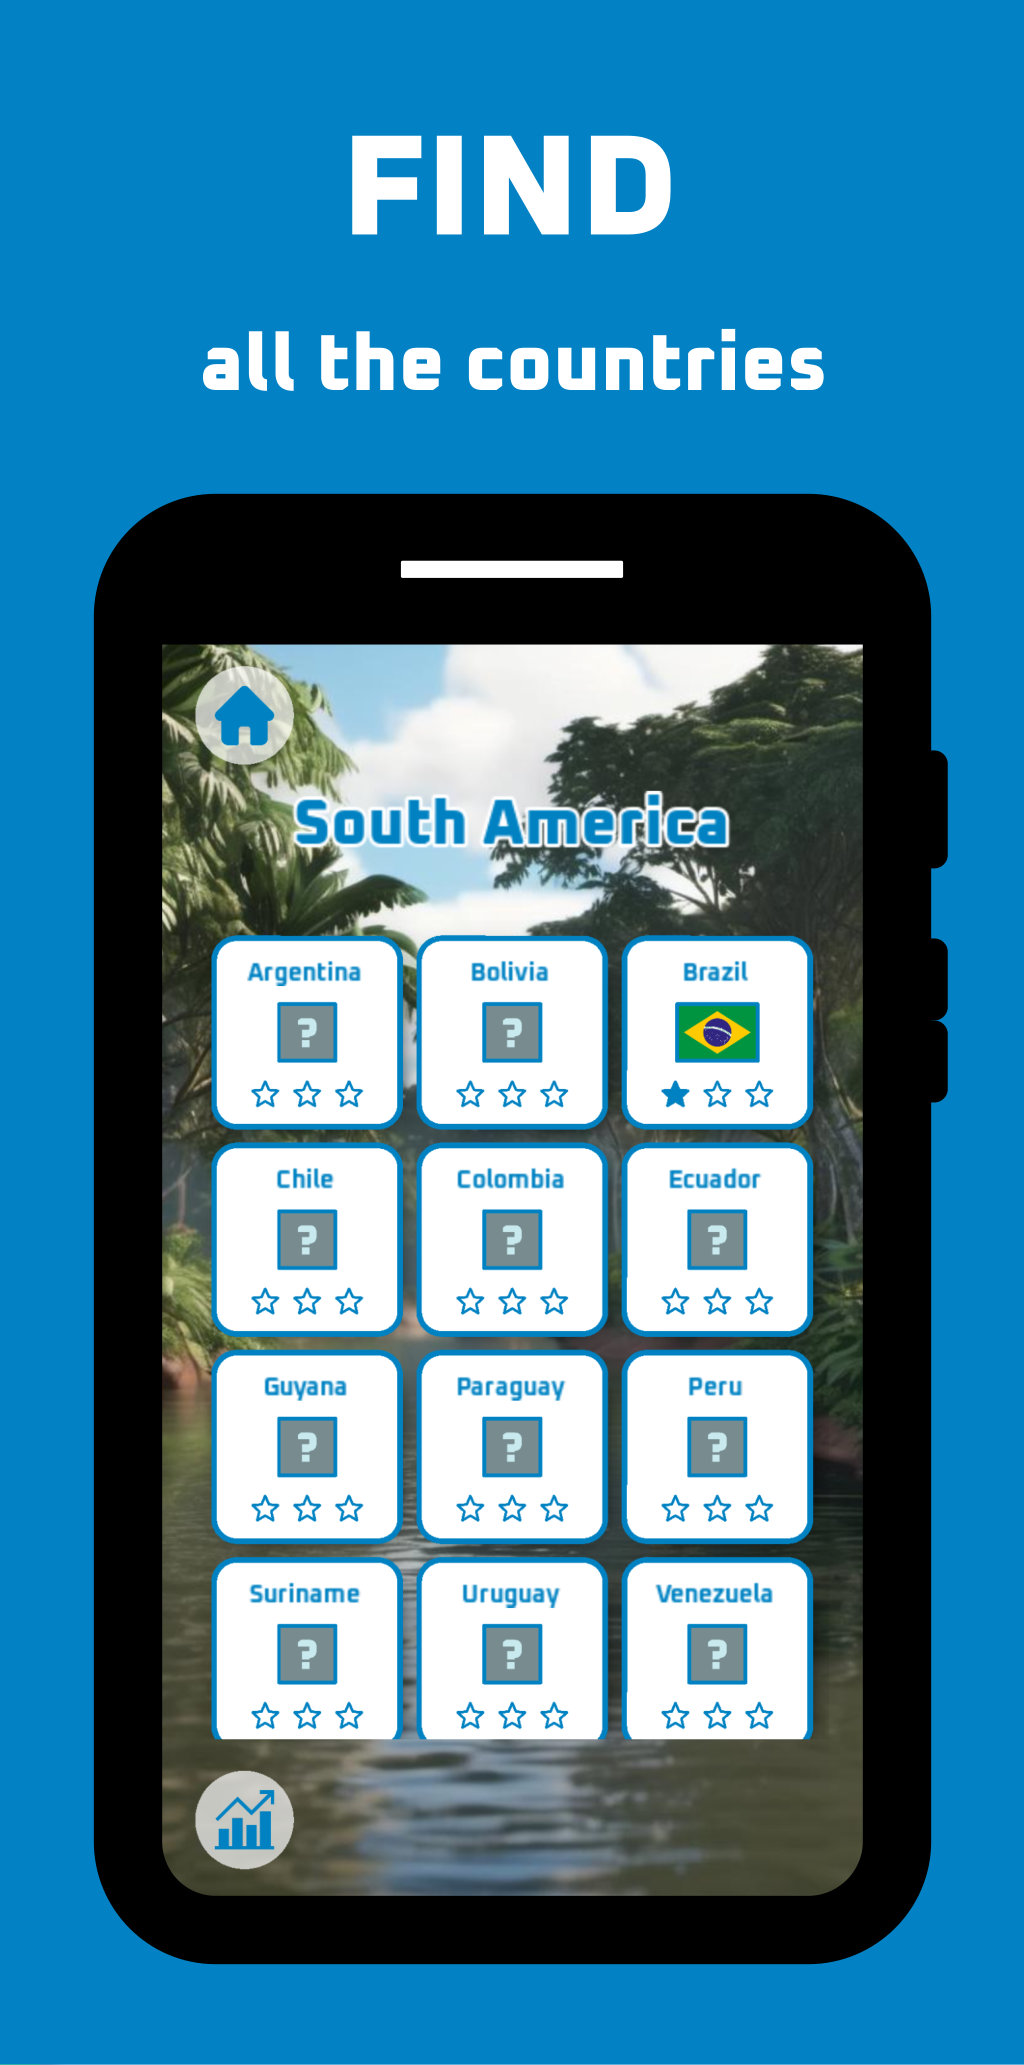 FIND
all the countries
South America
Argentina Bolivia Brazil
? ?
Chile Colombia Ecuador
? ? ?
Guyana Paraguay Peru
? ? ?
Suriname Uruguay Venezuela
? ? ?